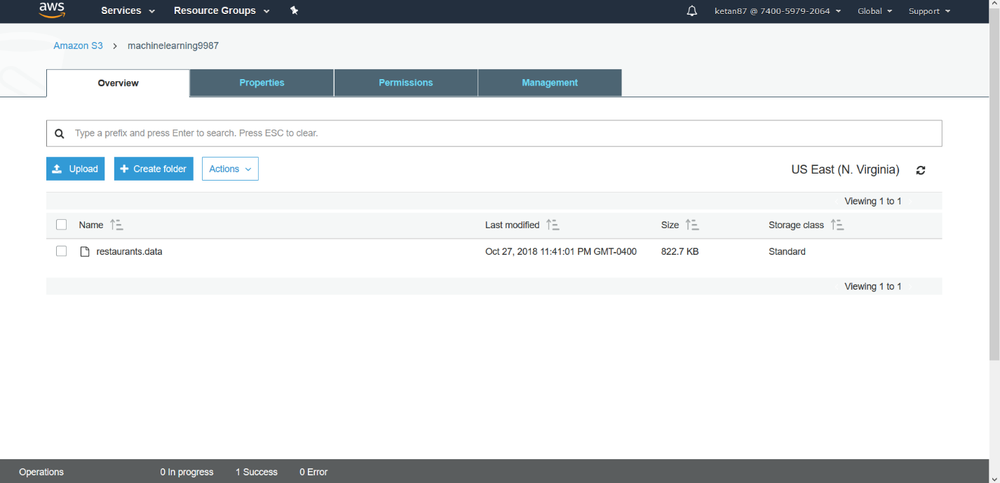 aws Services Resource Groups ketan87 @ 7400-5979-2064 Global Support
Amazon S3 > machinelearning9987
Overview Properties Permissions Management
Type a prefix and press Enter to search. Press ESC to clear.
Upload Create folder Actions US East (N. Virginia)
Viewing 1 to 1
Name Last modified Size Storage class
restaurants.data Oct 27, 2018 11:41:01 PM GMT-0400 822.7 KB Standard
Viewing 1 to 1
Operations 0 In progress 1 Success 0 Error